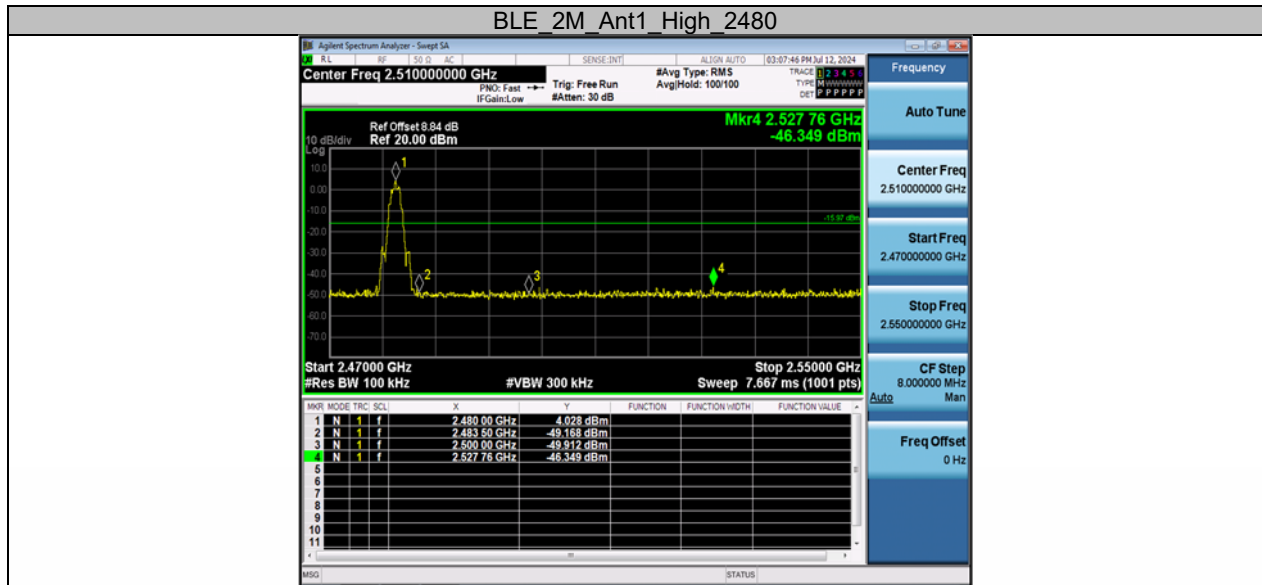 BLE_2M_Ant1_High_2480
Agilent Spectrum Analyzer - Swept SA
RL RF 50 Ω AC SENSE:INT ALIGN AUTO 03:07:46 PM Jul 12, 2024
Center Freq 2.510000000 GHz
PNO: Fast
IFGain:Low
Trig: Free Run
#Atten: 30 dB
#Avg Type: RMS
Avg|Hold: 100/100
TRACE 1 2 3 4 5 6
TYPE M WWWWW
DET P P P P P P
Frequency
Mkr4 2.527 76 GHz
-46.349 dBm
Ref Offset 8.84 dB
10 dB/div Ref 20.00 dBm
Log
10.0
0.00
-10.0
-20.0
-30.0
-40.0
-50.0
-60.0
-70.0
-15.97 dBm
1
2
3
4
Start 2.47000 GHz Stop 2.55000 GHz
#Res BW 100 kHz #VBW 300 kHz Sweep 7.667 ms (1001 pts)
MKR MODE TRC SCL X Y FUNCTION FUNCTION WIDTH FUNCTION VALUE
1 N 1 f 2.480 00 GHz 4.028 dBm
2 N 1 f 2.483 50 GHz -49.168 dBm
3 N 1 f 2.500 00 GHz -49.912 dBm
4 N 1 f 2.527 76 GHz -46.349 dBm
5
6
7
8
9
10
11
Auto Tune
Center Freq
2.510000000 GHz
Start Freq
2.470000000 GHz
Stop Freq
2.550000000 GHz
CF Step
8.000000 MHz
Auto Man
Freq Offset
0 Hz
MSG STATUS